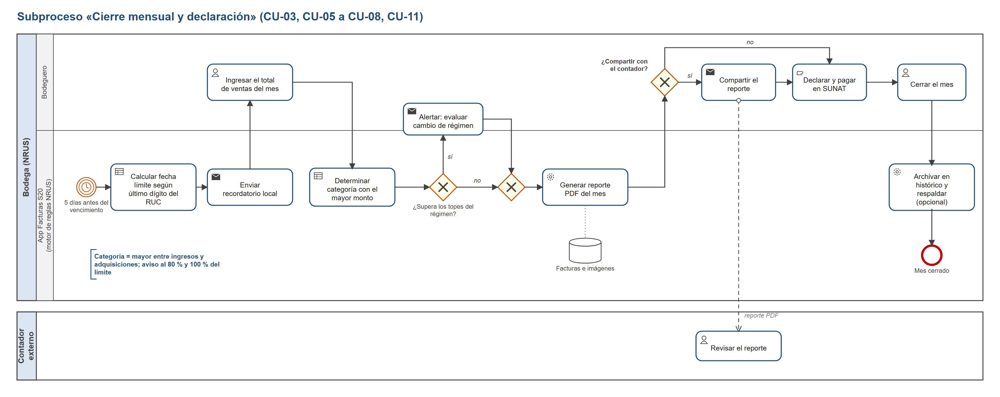 Subproceso «Cierre mensual y declaración» (CU-03, CU-05 a CU-08, CU-11)
Bodega (NRUS)
Bodeguero
Ingresar el total
de ventas del mes
Alertar: evaluar
cambio de régimen
¿Compartir con
el contador?
no
sí
Compartir el
reporte
Declarar y pagar
en SUNAT
Cerrar el mes
App Facturas S20
(motor de reglas NRUS)
5 días antes del
vencimiento
Calcular fecha
límite según
último dígito del
RUC
Enviar
recordatorio local
Determinar
categoría con el
mayor monto
sí
¿Supera los topes del
régimen?
no
Generar reporte
PDF del mes
Facturas e imágenes
Archivar en
histórico y
respaldar
(opcional)
Mes cerrado
Categoría = mayor entre ingresos y
adquisiciones; aviso al 80 % y 100 % del
límite
Contador
externo
reporte PDF
Revisar el reporte